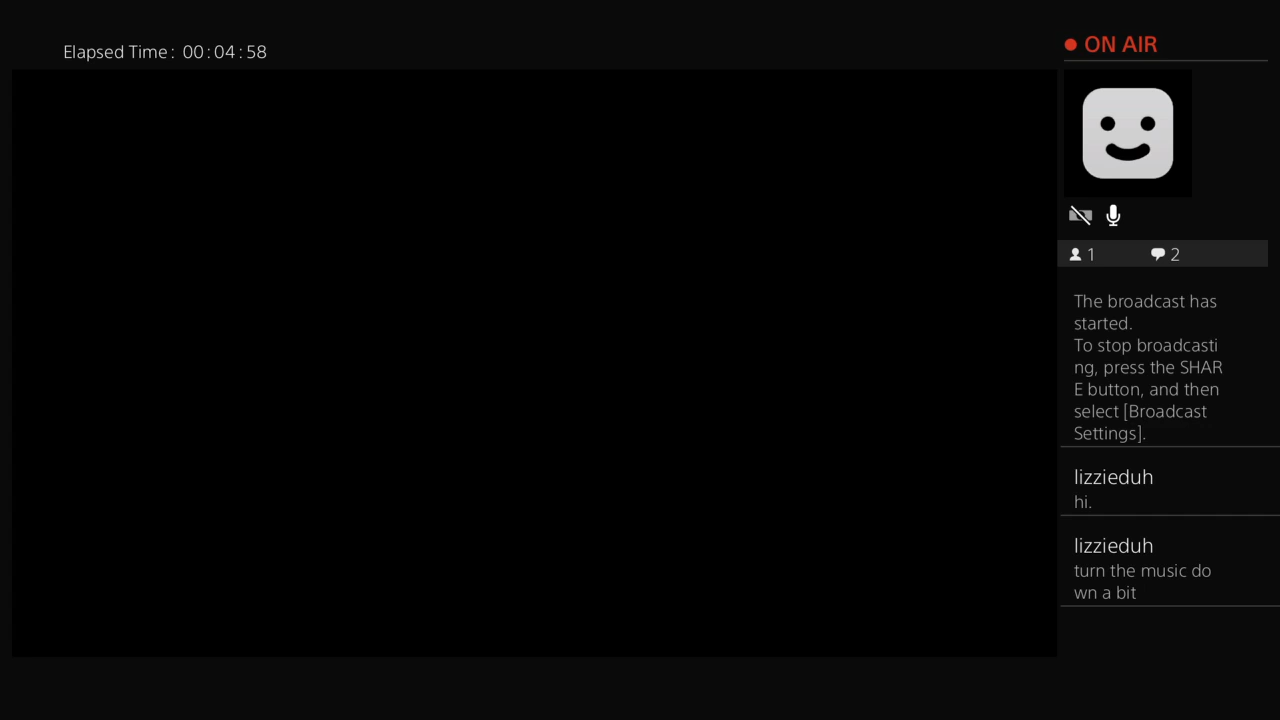 Elapsed Time: 00:04:58
ON AIR
1 2
The broadcast has
started.
To stop broadcasti
ng, press the SHAR
E button, and then
select [Broadcast
Settings].
lizzieduh
hi.
lizzieduh
turn the music do
wn a bit